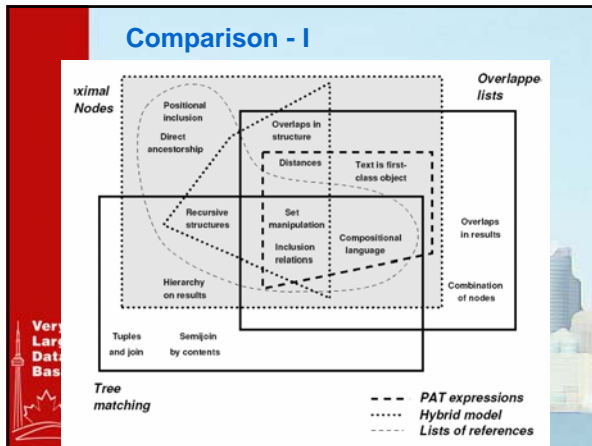 Comparison - I
oximal
Nodes
Overlappe
lists
Positional
inclusion
Direct
ancestorship
Overlaps in
structure
Distances
Text is first-
class object
Recursive
structures
Set
manipulation
Inclusion
relations
Compositional
language
Overlaps
in results
Hierarchy
on results
Combination
of nodes
Tuples
and join
Semijoin
by contents
Tree
matching
PAT expressions
Hybrid model
Lists of references
Very
Larg
Data
Bas